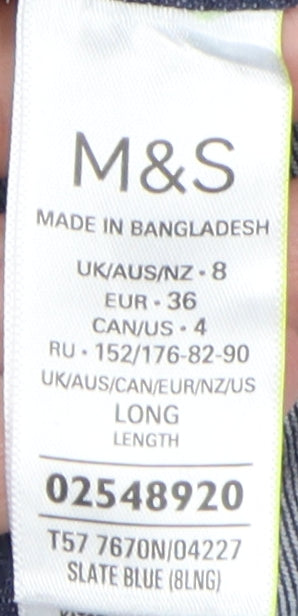 M&S
MADE IN BANGLADESH
UK/AUS/NZ • 8
EUR • 36
CAN/US • 4
RU • 152/176-82-90
UK/AUS/CAN/EUR/NZ/US
LONG
LENGTH
02548920
T57 7670N/04227
SLATE BLUE (8LNG)